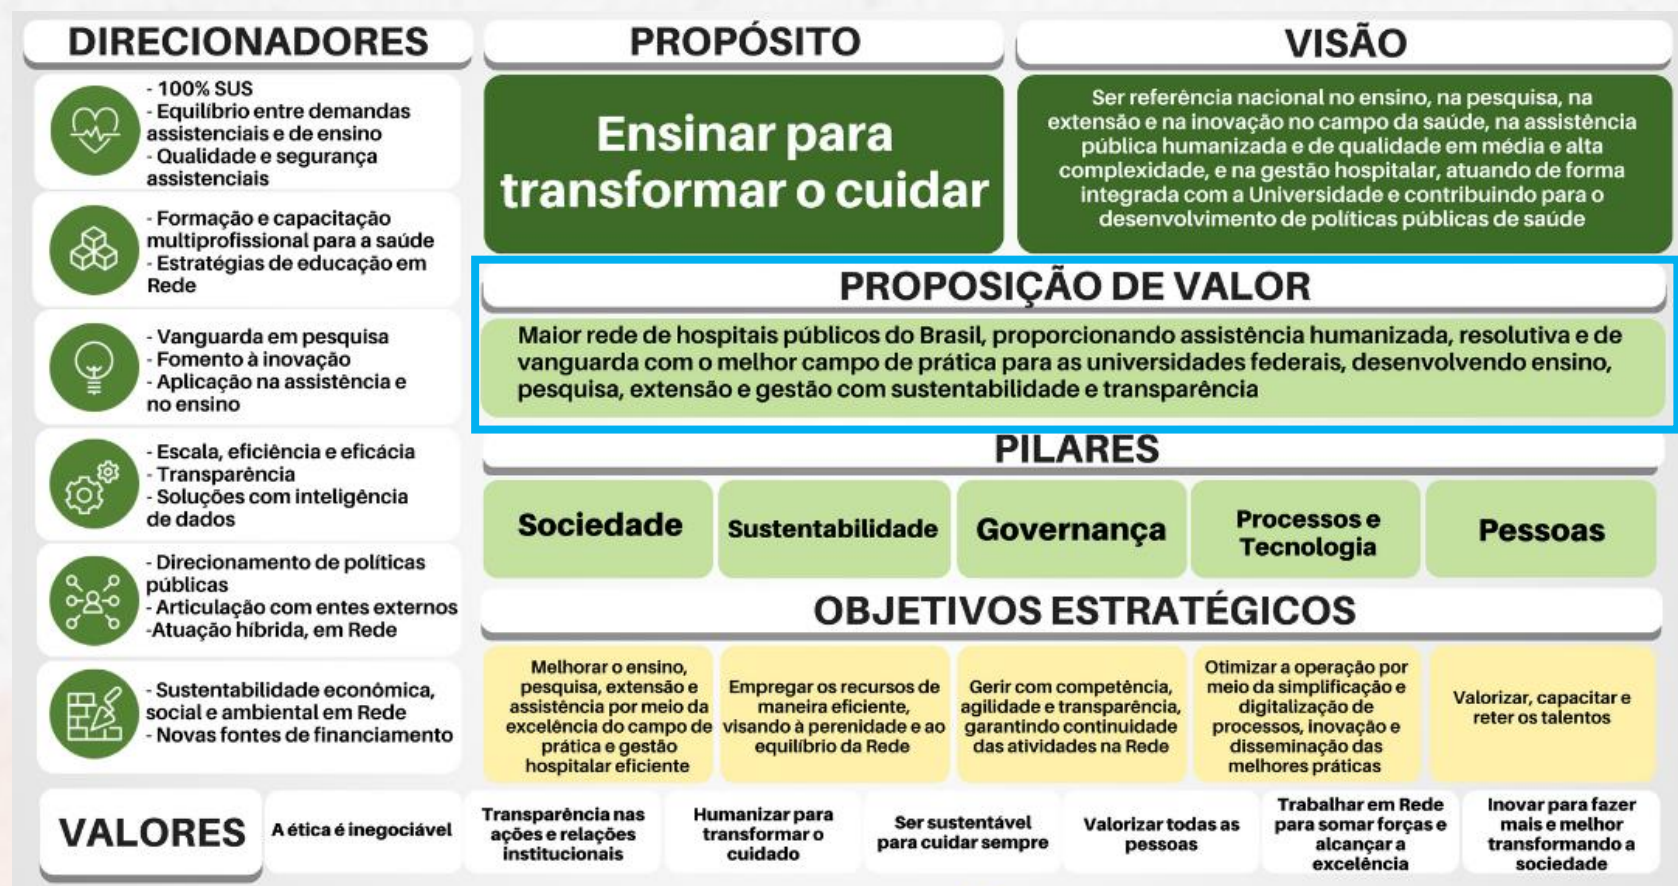 DIRECIONADORES
- 100% SUS
- Equilíbrio entre demandas
assistenciais e de ensino
- Qualidade e segurança
assistenciais
- Formação e capacitação
multiprofissional para a saúde
- Estratégias de educação em
Rede
- Vanguarda em pesquisa
- Fomento à inovação
- Aplicação na assistência e
no ensino
- Escala, eficiência e eficácia
- Transparência
- Soluções com inteligência
de dados
- Direcionamento de políticas
públicas
- Articulação com entes externos
-Atuação híbrida, em Rede
- Sustentabilidade econômica,
social e ambiental em Rede
- Novas fontes de financiamento
PROPÓSITO
Ensinar para
transformar o cuidar
VISÃO
Ser referência nacional no ensino, na pesquisa, na
extensão e na inovação no campo da saúde, na assistência
pública humanizada e de qualidade em média e alta
complexidade, e na gestão hospitalar, atuando de forma
integrada com a Universidade e contribuindo para o
desenvolvimento de políticas públicas de saúde
PROPOSIÇÃO DE VALOR
Maior rede de hospitais públicos do Brasil, proporcionando assistência humanizada, resolutiva e de
vanguarda com o melhor campo de prática para as universidades federais, desenvolvendo ensino,
pesquisa, extensão e gestão com sustentabilidade e transparência
PILARES
Sociedade
Sustentabilidade
Governança
Processos e
Tecnologia
Pessoas
OBJETIVOS ESTRATÉGICOS
Melhorar o ensino,
pesquisa, extensão e
assistência por meio da
excelência do campo de
prática e gestão
hospitalar eficiente
Empregar os recursos de
maneira eficiente,
visando à perenidade e ao
equilíbrio da Rede
Gerir com competência,
agilidade e transparência,
garantindo continuidade
das atividades na Rede
Otimizar a operação por
meio da simplificação e
digitalização de
processos, inovação e
disseminação das
melhores práticas
Valorizar, capacitar e
reter os talentos
VALORES
A ética é inegociável
Transparência nas
ações e relações
institucionais
Humanizar para
transformar o
cuidado
Ser sustentável
para cuidar sempre
Valorizar todas as
pessoas
Trabalhar em Rede
para somar forças e
alcançar a
excelência
Inovar para fazer
mais e melhor
transformando a
sociedade